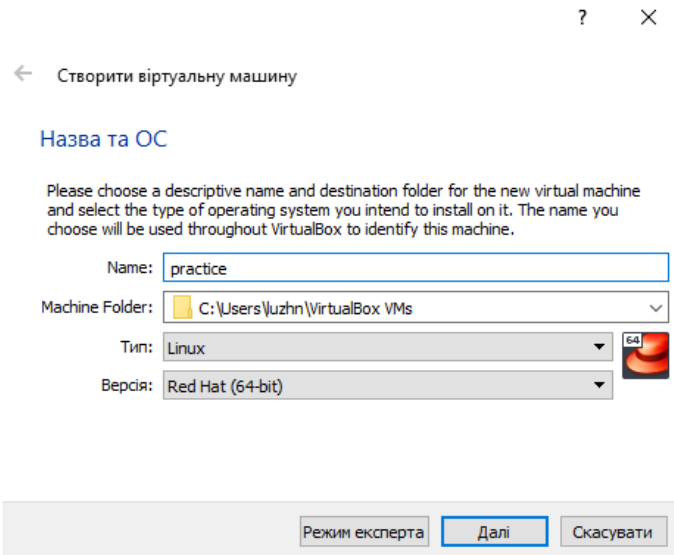 ?
Створити віртуальну машину
Назва та ОС
Please choose a descriptive name and destination folder for the new virtual machine
and select the type of operating system you intend to install on it. The name you
choose will be used throughout VirtualBox to identify this machine.
Name: practice
Machine Folder: C:\Users\luzhn\VirtualBox VMs
Тип: Linux
64
Версія: Red Hat (64-bit)
Режим експерта Далі Скасувати